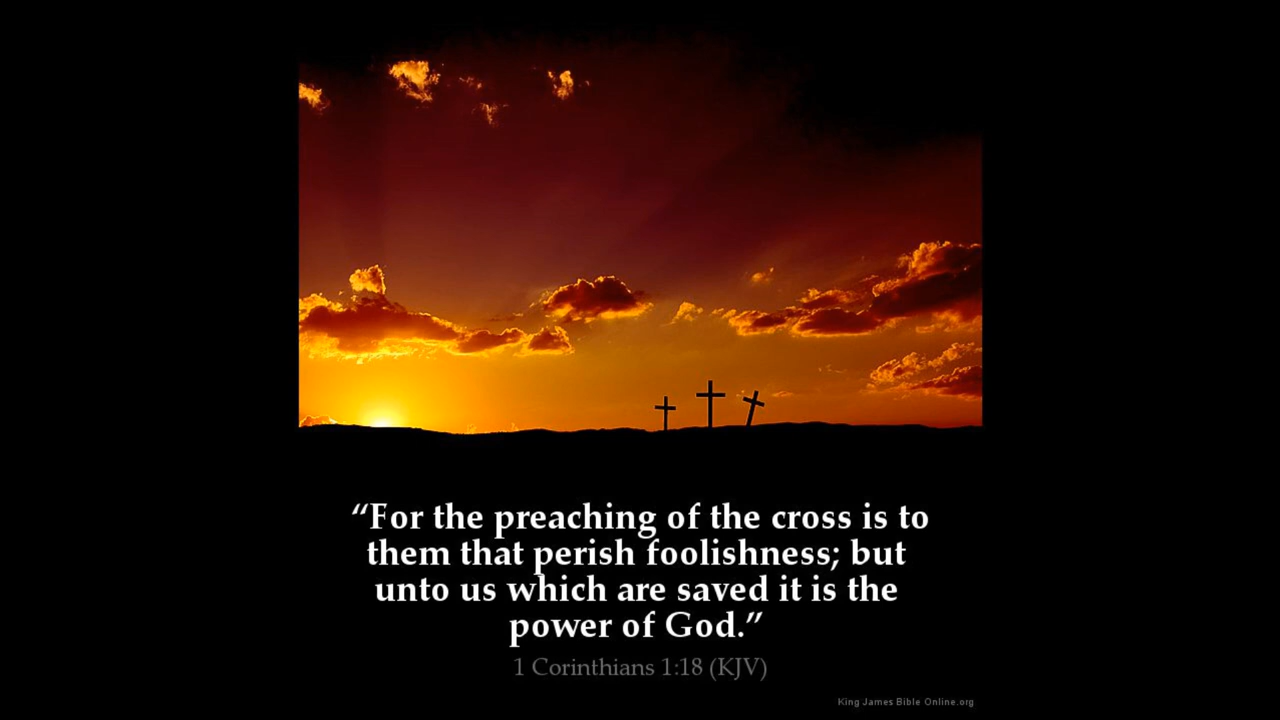 “For the preaching of the cross is to
them that perish foolishness; but
unto us which are saved it is the
power of God.”
1 Corinthians 1:18 (KJV)
King James Bible Online.org